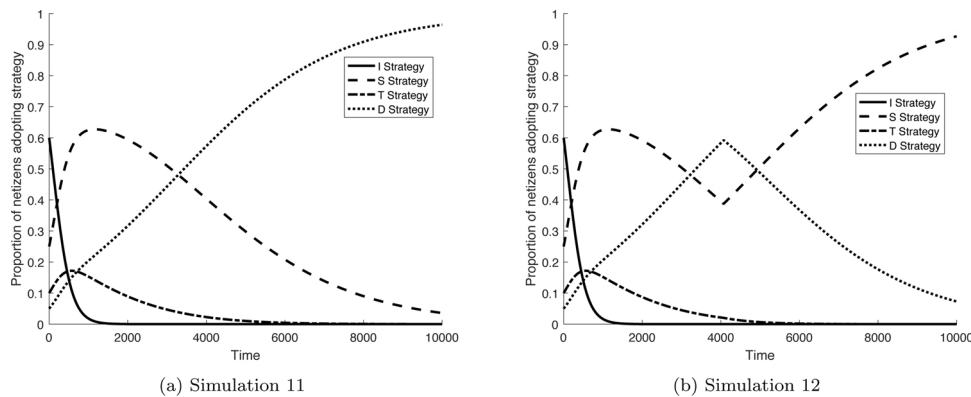 Proportion of netizens adopting strategy
1
0.9
0.8
0.7
0.6
0.5
0.4
0.3
0.2
0.1
0
I Strategy
S Strategy
T Strategy
D Strategy
0 2000 4000 6000 8000 10000
Time
(a) Simulation 11
Proportion of netizens adopting strategy
1
0.9
0.8
0.7
0.6
0.5
0.4
0.3
0.2
0.1
0
I Strategy
S Strategy
T Strategy
D Strategy
0 2000 4000 6000 8000 10000
Time
(b) Simulation 12